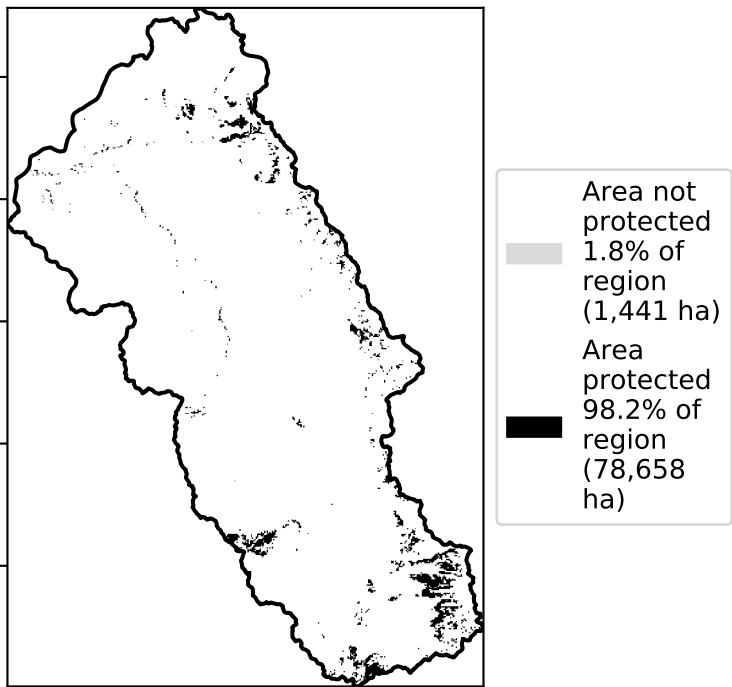 Area not
protected
1.8% of
region
(1,441 ha)
Area
protected
98.2% of
region
(78,658
ha)